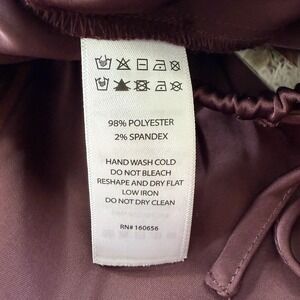 98% POLYESTER
2% SPANDEX
HAND WASH COLD
DO NOT BLEACH
RESHAPE AND DRY FLAT
LOW IRON
DO NOT DRY CLEAN
RN# 160656